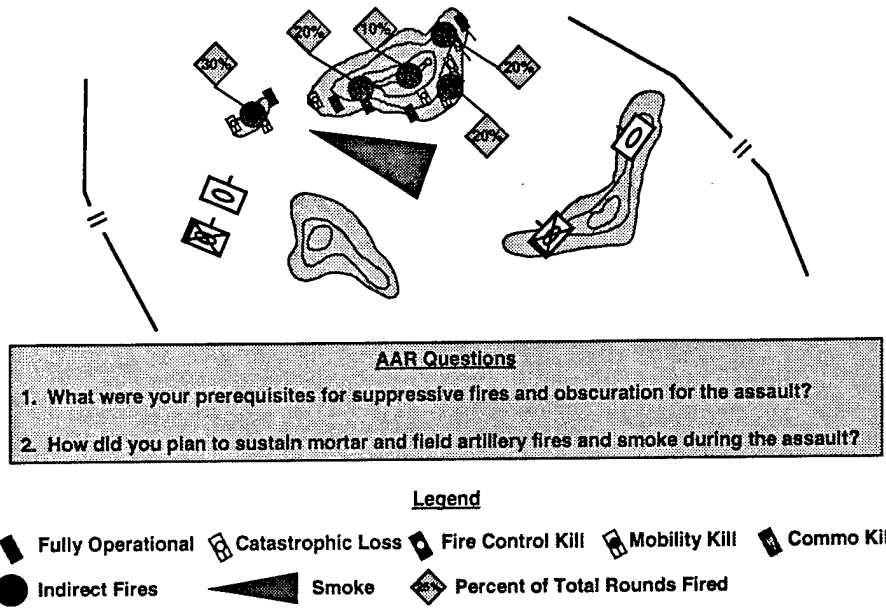 20% 10%
30%
20%
20%
AAR Questions
1. What were your prerequisites for suppressive fires and obscuration for the assault?
2. How did you plan to sustain mortar and field artillery fires and smoke during the assault?
Legend
Fully Operational Catastrophic Loss Fire Control Kill Mobility Kill Commo Kil
Indirect Fires Smoke Percent of Total Rounds Fired